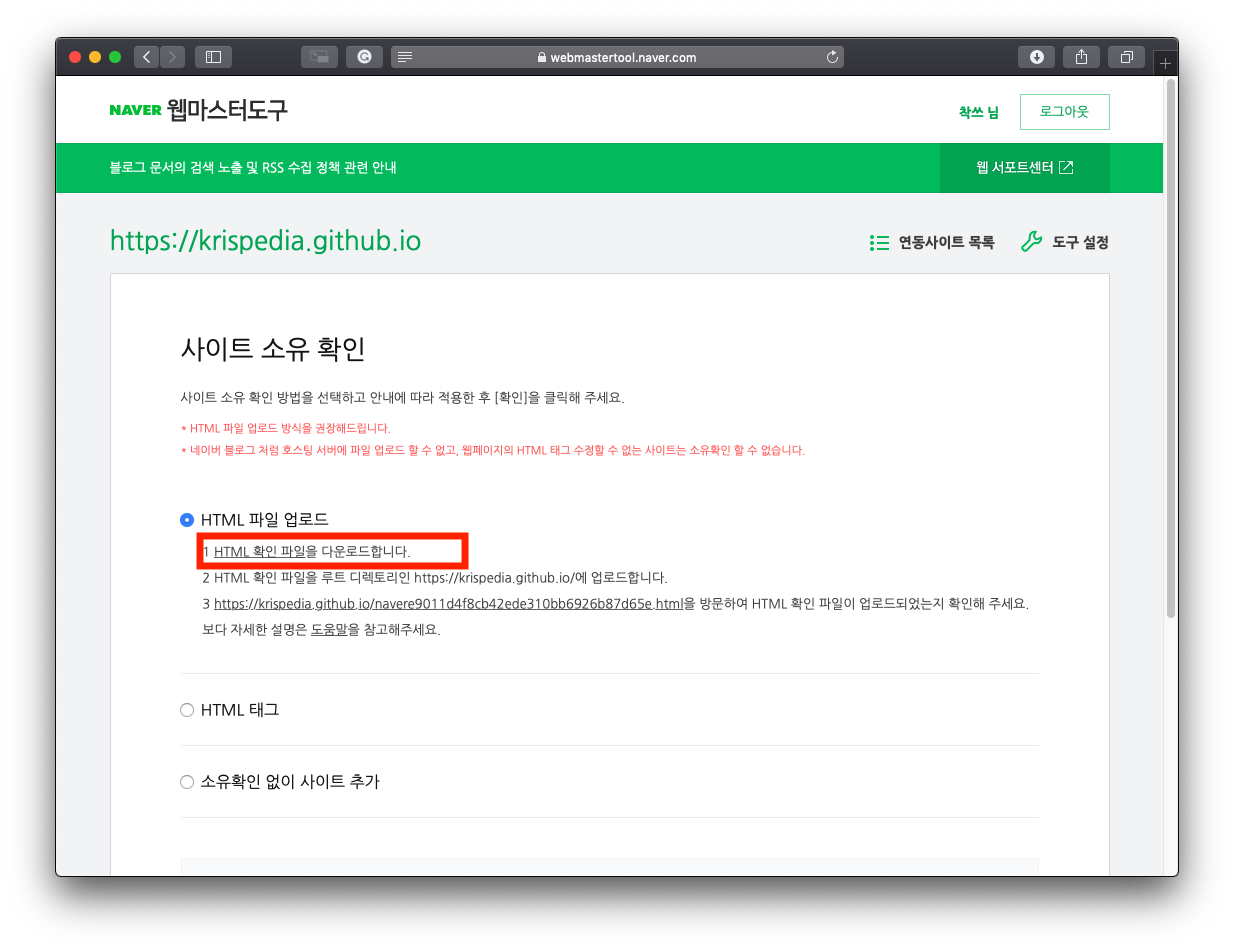 webmastertool.naver.com
NAVER 웹마스터도구
착쓰 님
로그아웃
블로그 문서의 검색 노출 및 RSS 수집 정책 관련 안내
웹 서포트센터
https://krispedia.github.io
연동사이트 목록
도구 설정
사이트 소유 확인
사이트 소유 확인 방법을 선택하고 안내에 따라 적용한 후 [확인]을 클릭해 주세요.
* HTML 파일 업로드 방식을 권장해드립니다.
* 네이버 블로그 처럼 호스팅 서버에 파일 업로드 할 수 없고, 웹페이지의 HTML 태그 수정할 수 없는 사이트는 소유확인 할 수 없습니다.
HTML 파일 업로드
1 HTML 확인 파일을 다운로드합니다.
2 HTML 확인 파일을 루트 디렉토리인 https://krispedia.github.io/에 업로드합니다.
3 https://krispedia.github.io/navere9011d4f8cb42ede310bb6926b87d65e.html을 방문하여 HTML 확인 파일이 업로드되었는지 확인해 주세요.
보다 자세한 설명은 도움말을 참고해주세요.
HTML 태그
소유확인 없이 사이트 추가